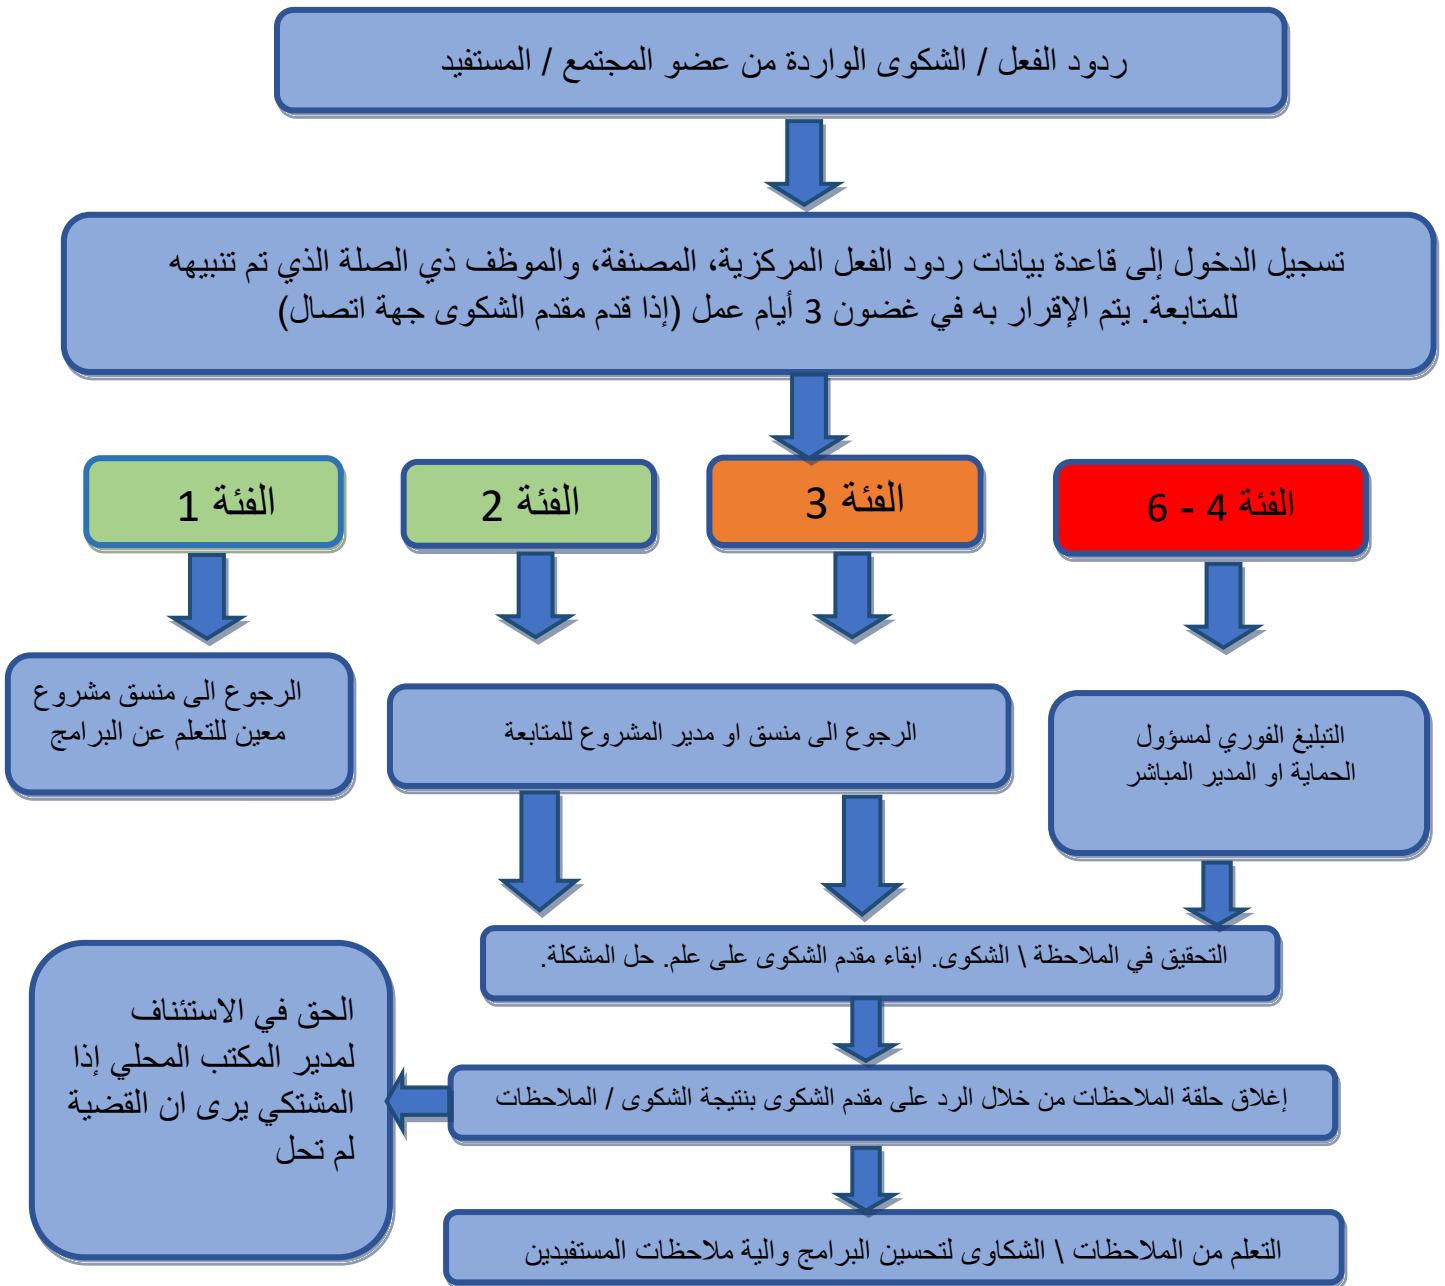 ردود الفعل / الشكوى الواردة من عضو المجتمع / المستفيد
تسجيل الدخول إلى قاعدة بيانات ردود الفعل المركزية، المصنفة، والموظف ذي الصلة الذي تم تنبيهه
للمتابعة. يتم الإقرار به في غضون 3 أيام عمل (إذا قدم مقدم الشكوى جهة اتصال)
الفئة 4 - 6
الفئة 3
الفئة 2
الفئة 1
التبليغ الفوري لمسؤول
الحماية او المدير المباشر
الرجوع الى منسق او مدير المشروع للمتابعة
الرجوع الى منسق مشروع
معين للتعلم عن البرامج
التحقيق في الملاحظة \ الشكوى. ابقاء مقدم الشكوى على علم. حل المشكلة.
إغلاق حلقة الملاحظات من خلال الرد على مقدم الشكوى بنتيجة الشكوى / الملاحظات
الحق في الاستئناف
لمدير المكتب المحلي إذا
المشتكي يرى ان القضية
لم تحل
التعلم من الملاحظات \ الشكاوى لتحسين البرامج والية ملاحظات المستفيدين